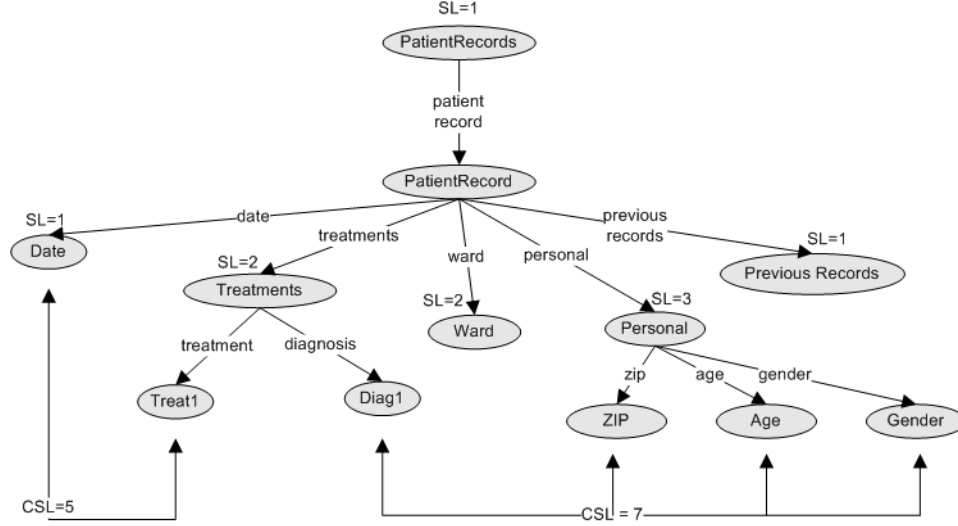 SL=1
PatientRecords
patient
record
PatientRecord
SL=1
date
Date
treatments
SL=2
Treatments
ward
SL=2
Ward
personal
SL=3
Personal
previous
records
SL=1
Previous Records
treatment
diagnosis
Treat1
Diag1
zip
age
gender
ZIP
Age
Gender
CSL=5
CSL = 7